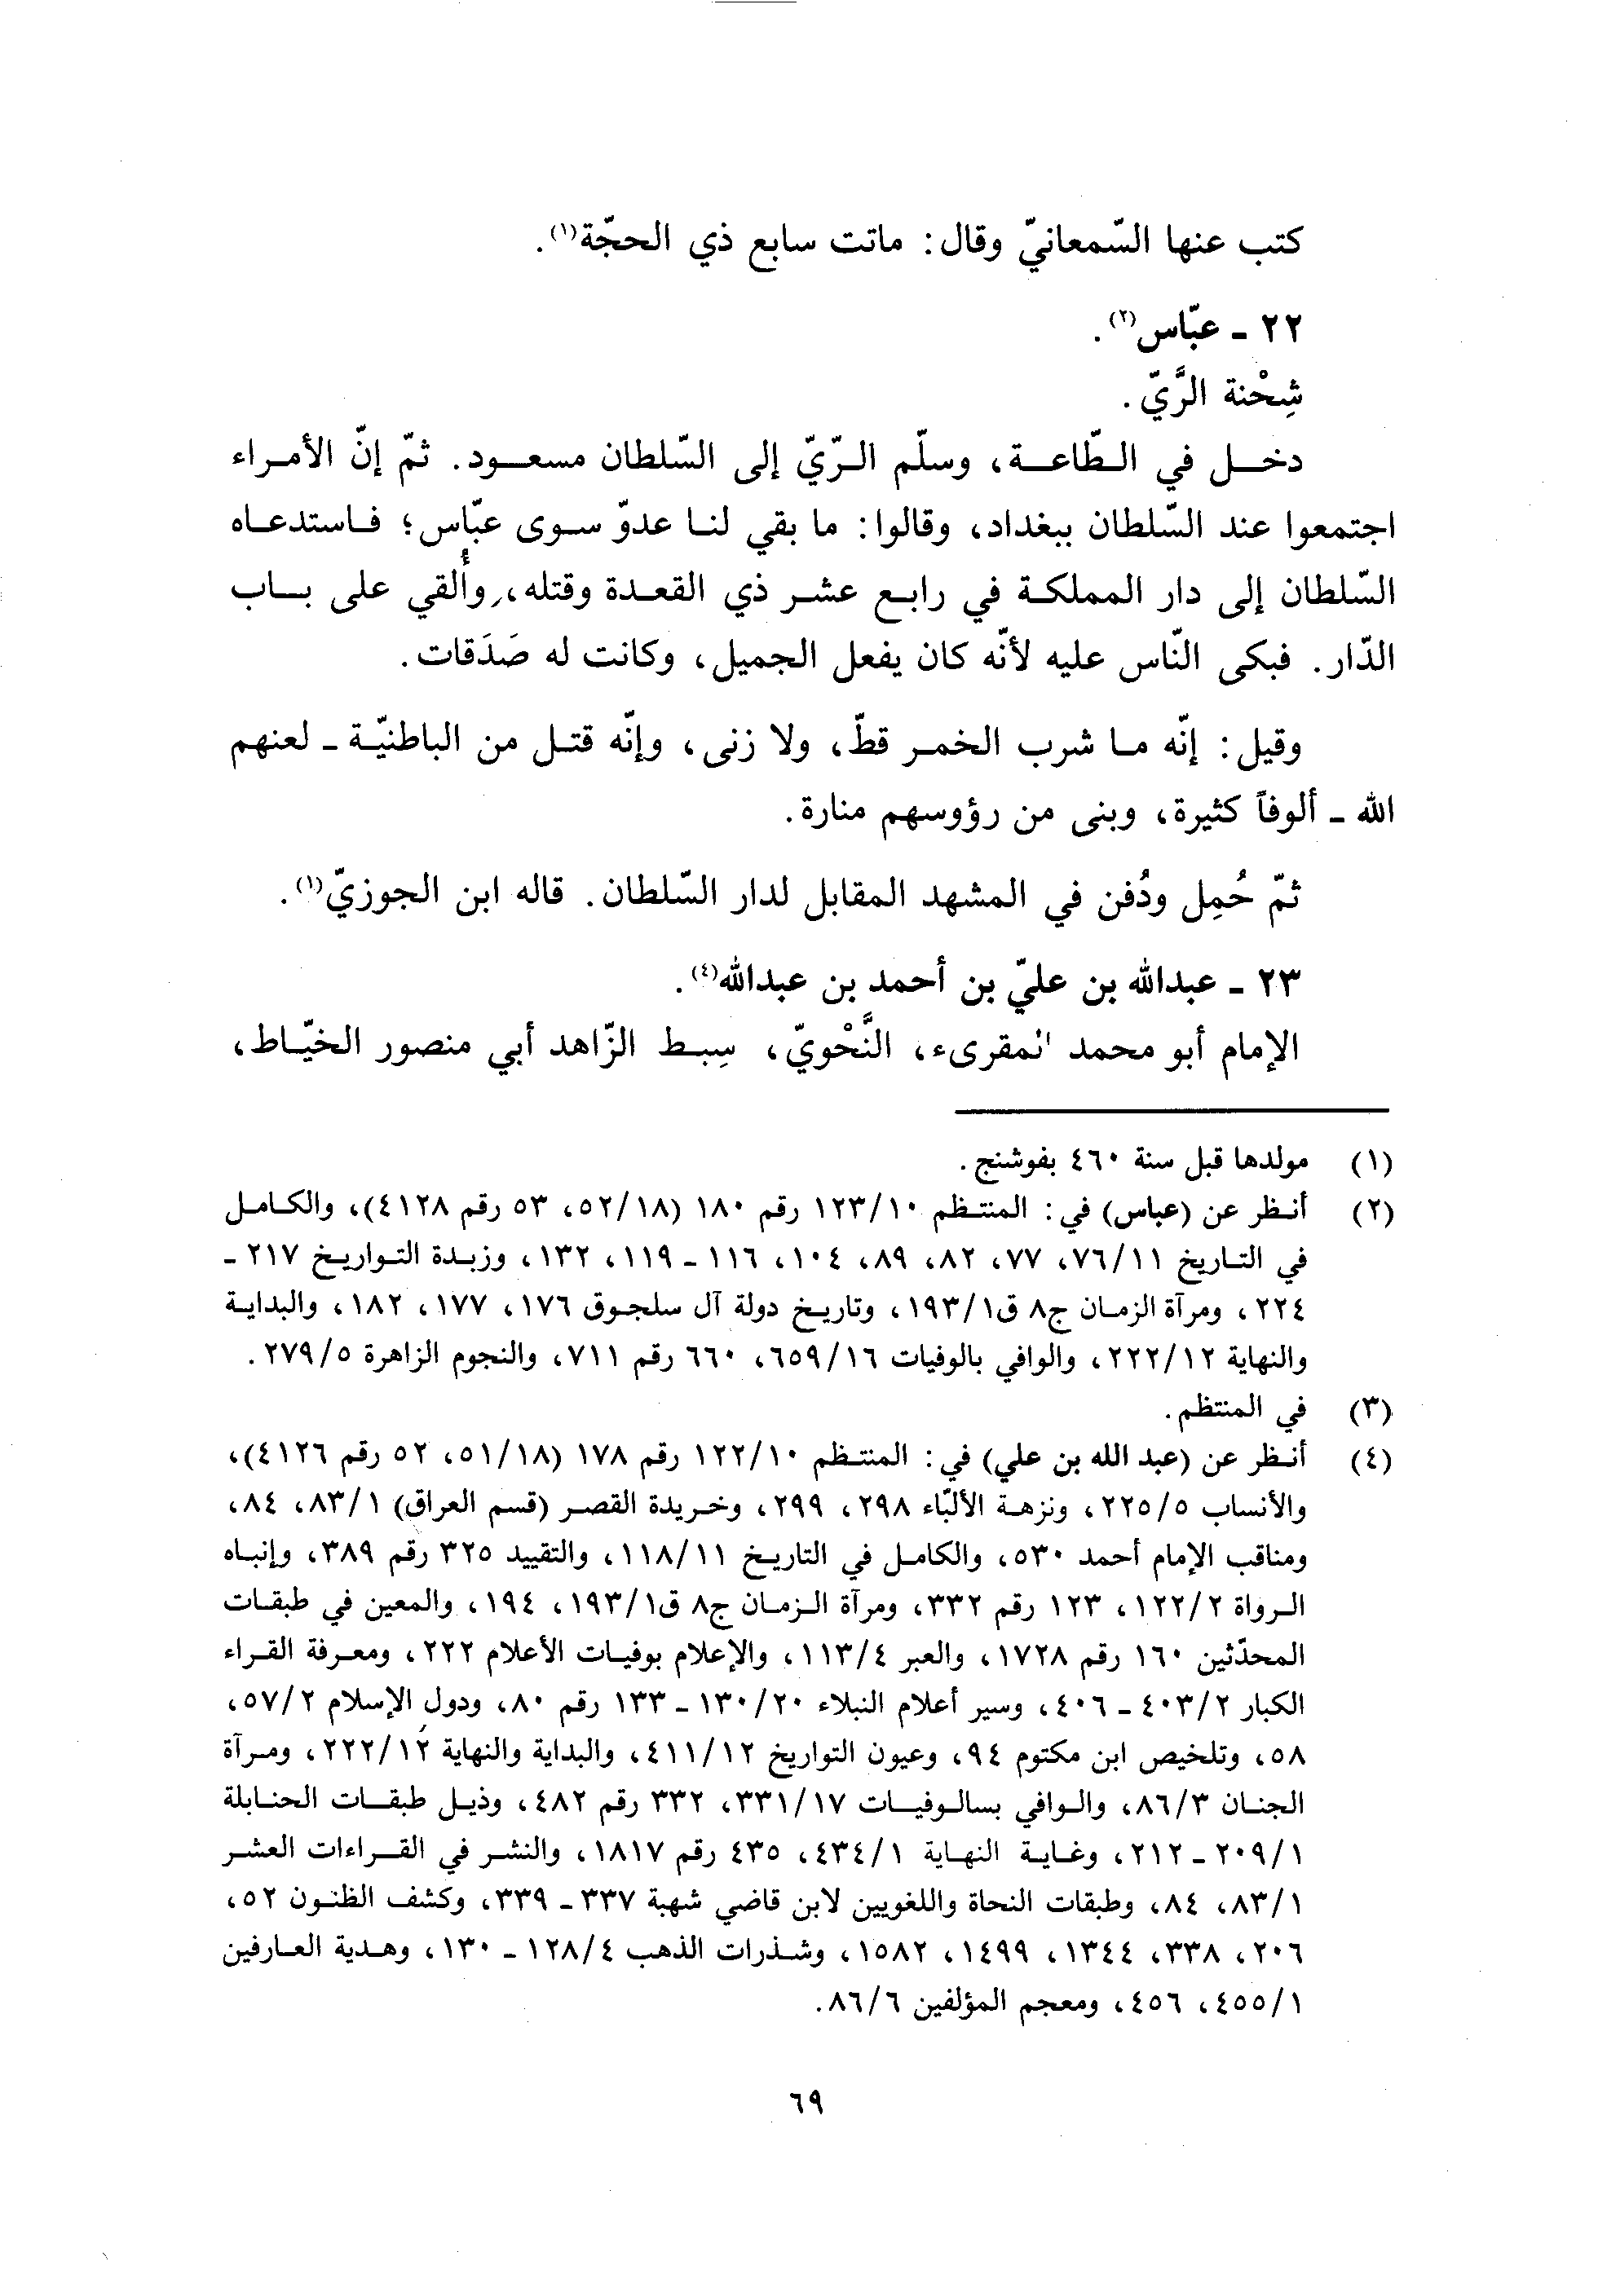 كتب عنها السّمعانيّ وقال: ماتت سابع ذي الحجّة(١).
٢٢ ـ عبّاس(٢).
شِحْنة الرَّيّ.
دخل في الطّاعة، وسلّم الرّيّ إلى السّلطان مسعود. ثمّ إنّ الأمراء
اجتمعوا عند السّلطان ببغداد، وقالوا: ما بقي لنا عدوّ سوى عبّاس؛ فاستدعاه
السّلطان إلى دار المملكة في رابع عشر ذي القعدة وقتله، وأُلقي على باب
الدّار. فبكى النّاس عليه لأنّه كان يفعل الجميل، وكانت له صَدَقات.
وقيل: إنّه ما شرب الخمر قطّ، ولا زنى، وإنّه قتل من الباطنيّة ـ لعنهم
الله ـ ألوفاً كثيرة، وبنى من رؤوسهم منارة.
ثمّ حُمِل ودُفن في المشهد المقابل لدار السّلطان. قاله ابن الجوزيّ(١).
٢٣ ـ عبدالله بن عليّ بن أحمد بن عبدالله(٤).
الإمام أبو محمد المقرىء، النَّحْويّ، سِبط الزّاهد أبي منصور الخيّاط،
(١) مولدها قبل سنة ٤٦٠ بفوشنج.
(٢) أنظر عن (عباس) في: المنتظم ١٢٣/١٠ رقم ١٨٠ (٥٢/١٨، ٥٣ رقم ٤١٢٨)، والكامل
في التاريخ ٧٦/١١، ٧٧، ٨٢، ٨٩، ١٠٤، ١١٦ ـ ١١٩، ١٣٢، وزبدة التواريخ ٢١٧ ـ
٢٢٤، ومرآة الزمان ج٨ ق١٩٣/١، وتاريخ دولة آل سلجوق ١٧٦، ١٧٧، ١٨٢، والبداية
والنهاية ٢٢٢/١٢، والوافي بالوفيات ٦٥٩/١٦، ٦٦٠ رقم ٧١١، والنجوم الزاهرة ٢٧٩/٥.
(٣) في المنتظم.
(٤) أنظر عن (عبد الله بن علي) في: المنتظم ١٢٢/١٠ رقم ١٧٨ (٥١/١٨، ٥٢ رقم ٤١٢٦)،
والأنساب ٢٢٥/٥، ونزهة الألبّاء ٢٩٨، ٢٩٩، وخريدة القصر (قسم العراق) ٨٣/١، ٨٤،
ومناقب الإمام أحمد ٥٣٠، والكامل في التاريخ ١١٨/١١، والتقييد ٣٢٥ رقم ٣٨٩، وإنباه
الرواة ١٢٢/٢، ١٢٣ رقم ٣٣٢، ومرآة الزمان ج٨ ق١٩٣/١، ١٩٤، والمعين في طبقات
المحدّثين ١٦٠ رقم ١٧٢٨، والعبر ١١٣/٤، والإعلام بوفيات الأعلام ٢٢٢، ومعرفة القراء
الكبار ٤٠٣/٢ ـ ٤٠٦، وسير أعلام النبلاء ١٣٠/٢٠ ـ ١٣٣ رقم ٨٠، ودول الإسلام ٥٧/٢،
٥٨، وتلخيص ابن مكتوم ٩٤، وعيون التواريخ ٤١١/١٢، والبداية والنهاية ٢٢٢/١٢، ومرآة
الجنان ٨٦/٣، والوافي بسالوفيات ٣٣١/١٧، ٣٣٢ رقم ٤٨٢، وذيل طبقات الحنابلة
٢٠٩/١ ـ ٢١٢، وغاية النهاية ٤٣٤/١، ٤٣٥ رقم ١٨١٧، والنشر في القراءات العشر
٨٣/١، ٨٤، وطبقات النحاة واللغويين لابن قاضي شهبة ٣٣٧ ـ ٣٣٩، وكشف الظنون ٥٢،
٢٠٦، ٣٣٨، ١٣٤٤، ١٤٩٩، ١٥٨٢، وشذرات الذهب ١٢٨/٤ ـ ١٣٠، وهدية العارفين
٤٥٥/١، ٤٥٦، ومعجم المؤلفين ٨٦/٦.
٦٩